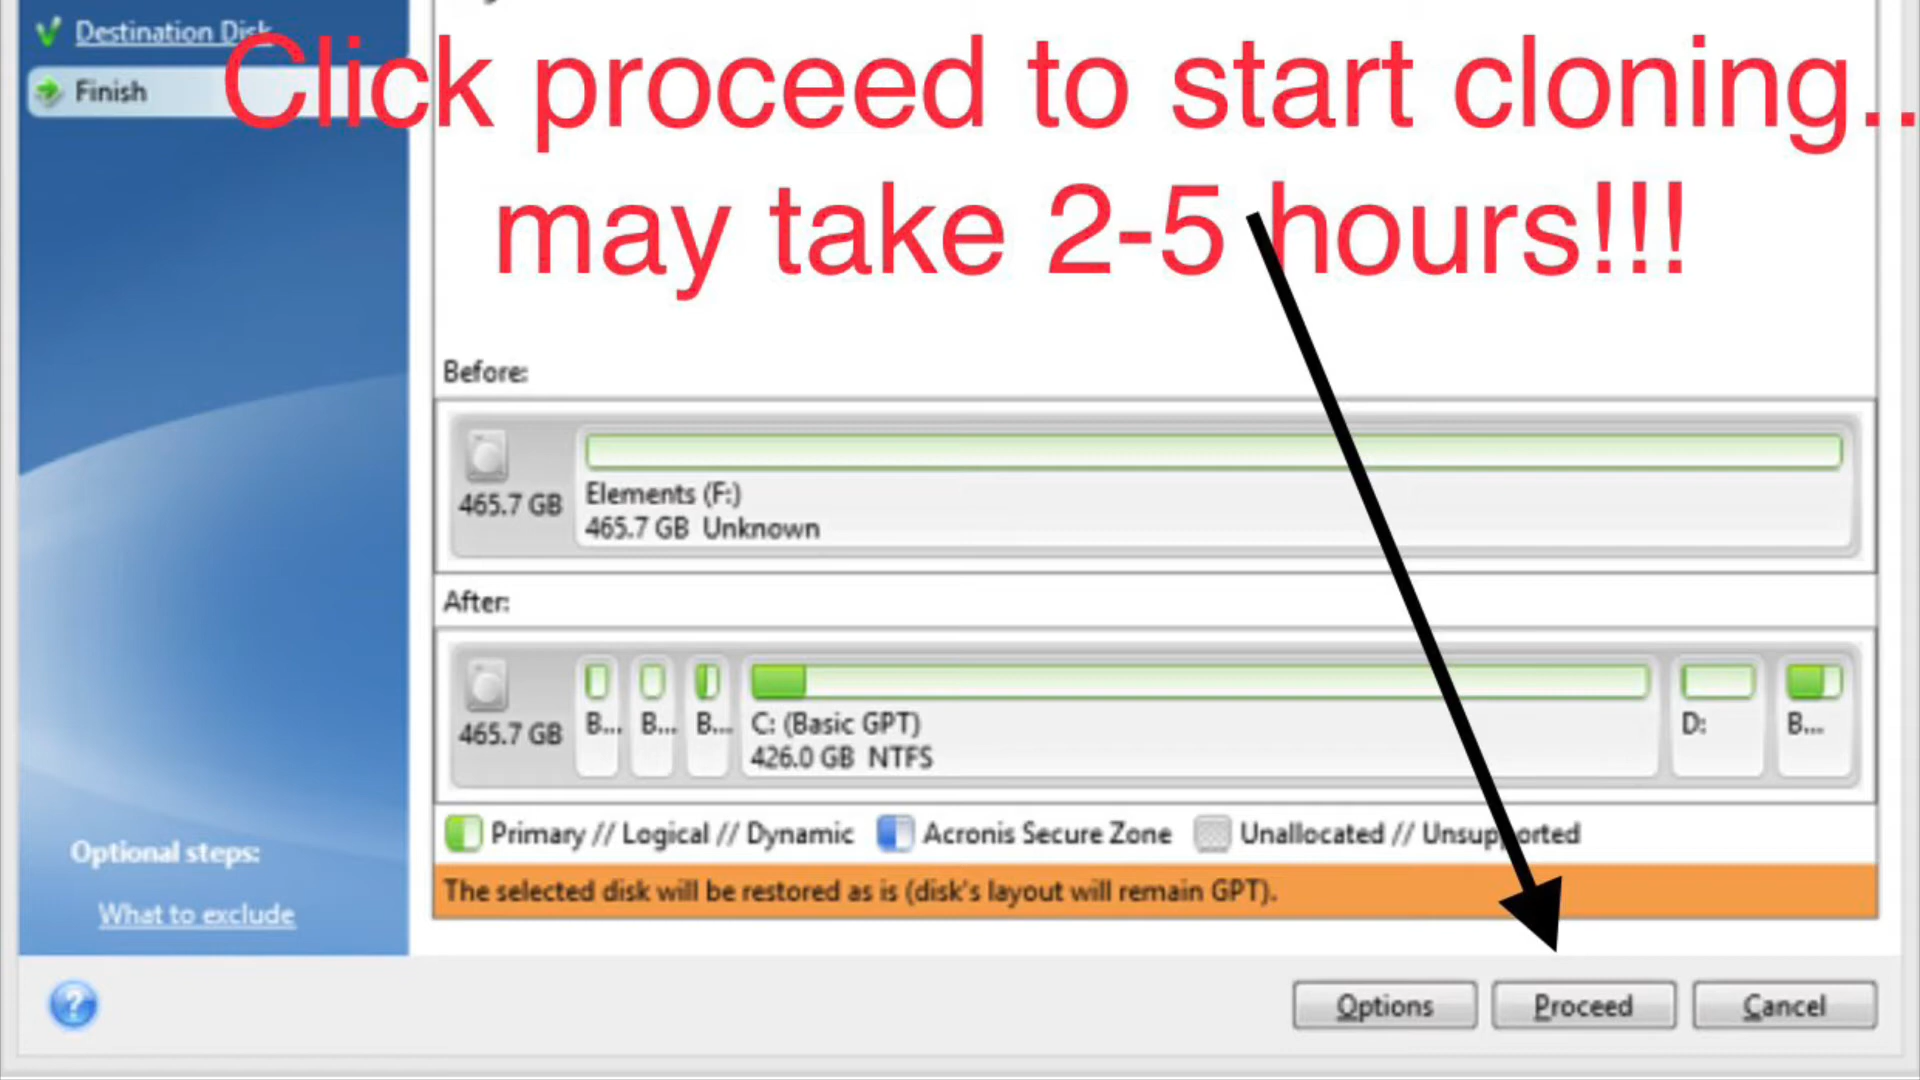 Destination Disk
Finish
Click proceed to start cloning..
may take 2-5 hours!!!
Before:
465.7 GB
Elements (F:)
465.7 GB Unknown
After:
465.7 GB
B...
B...
B...
C: (Basic GPT)
426.0 GB NTFS
D:
B...
Primary // Logical // Dynamic
Acronis Secure Zone
Unallocated // Unsupported
The selected disk will be restored as is (disk's layout will remain GPT).
Optional steps:
What to exclude
?
Options
Proceed
Cancel